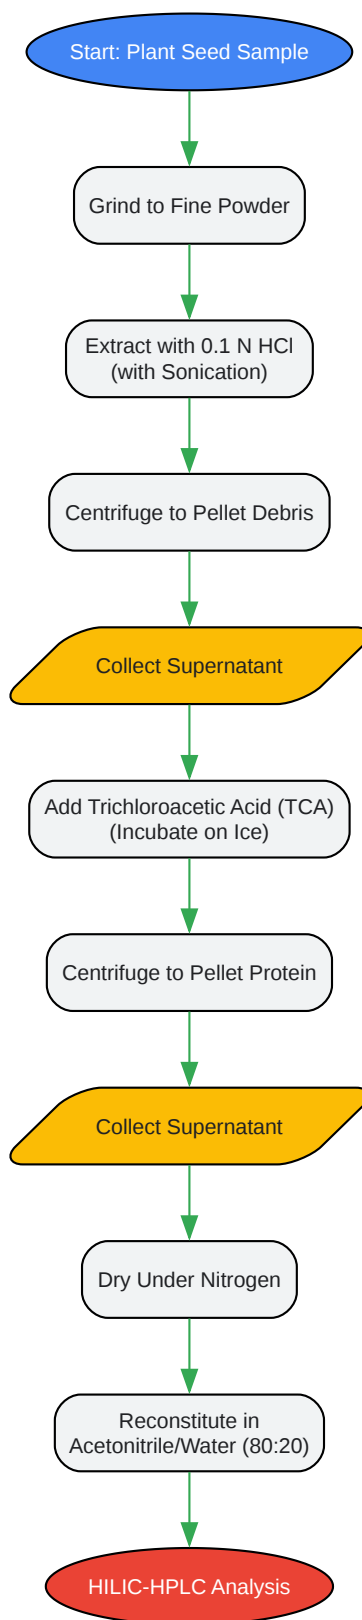 Start: Plant Seed Sample
Grind to Fine Powder
Extract with 0.1 N HCl
(with Sonication)
Centrifuge to Pellet Debris
Collect Supernatant
Add Trichloroacetic Acid (TCA)
(Incubate on Ice)
Centrifuge to Pellet Protein
Collect Supernatant
Dry Under Nitrogen
Reconstitute in
Acetonitrile/Water (80:20)
HILIC-HPLC Analysis